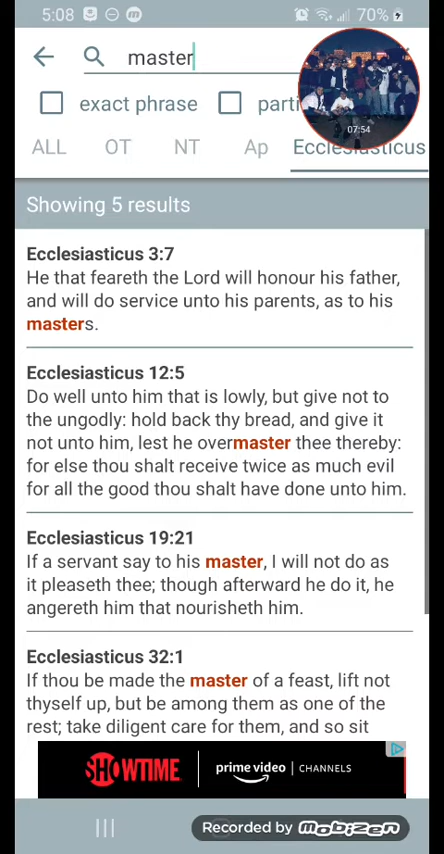 5:08 70%
master
exact phrase parti
07:54
ALL OT NT Ap Ecclesiasticus
Showing 5 results
Ecclesiasticus 3:7
He that feareth the Lord will honour his father,
and will do service unto his parents, as to his
masters.
Ecclesiasticus 12:5
Do well unto him that is lowly, but give not to
the ungodly: hold back thy bread, and give it
not unto him, lest he overmaster thee thereby:
for else thou shalt receive twice as much evil
for all the good thou shalt have done unto him.
Ecclesiasticus 19:21
If a servant say to his master, I will not do as
it pleaseth thee; though afterward he do it, he
angereth him that nourisheth him.
Ecclesiasticus 32:1
If thou be made the master of a feast, lift not
thyself up, but be among them as one of the
rest; take diligent care for them, and so sit
SHOWTIME prime video | CHANNELS
Recorded by Mobizen